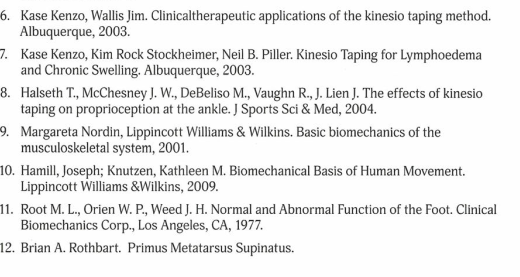 6. Kase Kenzo, Wallis Jim. Clinicaltherapeutic applications of the kinesio taping method.
Albuquerque, 2003.
7. Kase Kenzo, Kim Rock Stockheimer, Neil B. Piller. Kinesio Taping for Lymphoedema
and Chronic Swelling. Albuquerque, 2003.
8. Halseth T., McChesney J. W., DeBeliso M., Vaughn R., J. Lien J. The effects of kinesio
taping on proprioception at the ankle. J Sports Sci & Med, 2004.
9. Margareta Nordin, Lippincott Williams & Wilkins. Basic biomechanics of the
musculoskeletal system, 2001.
10. Hamill, Joseph; Knutzen, Kathleen M. Biomechanical Basis of Human Movement.
Lippincott Williams &Wilkins, 2009.
11. Root M. L., Orien W. P., Weed J. H. Normal and Abnormal Function of the Foot. Clinical
Biomechanics Corp., Los Angeles, CA, 1977.
12. Brian A. Rothbart. Primus Metatarsus Supinatus.